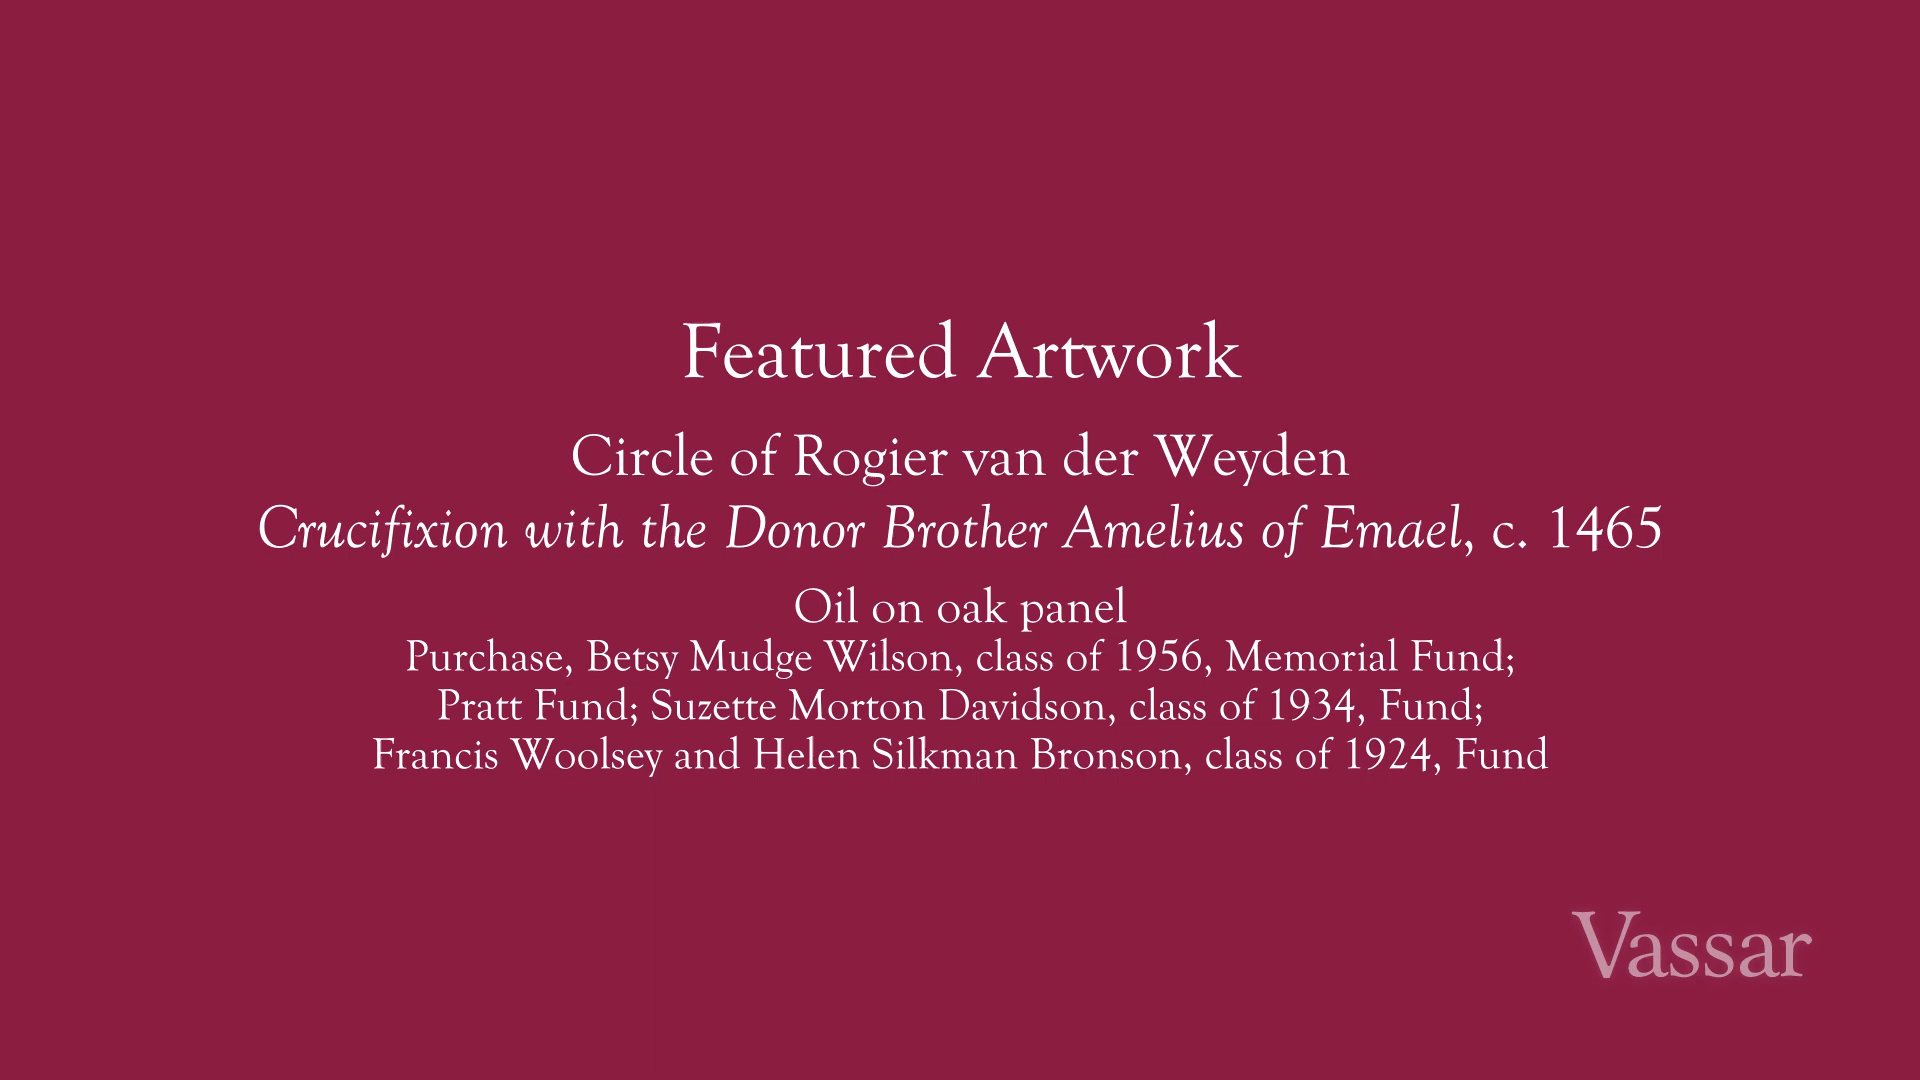 Featured Artwork
Circle of Rogier van der Weyden
Crucifixion with the Donor Brother Amelius of Emael, c. 1465
Oil on oak panel
Purchase, Betsy Mudge Wilson, class of 1956, Memorial Fund;
Pratt Fund; Suzette Morton Davidson, class of 1934, Fund;
Francis Woolsey and Helen Silkman Bronson, class of 1924, Fund
Vassar